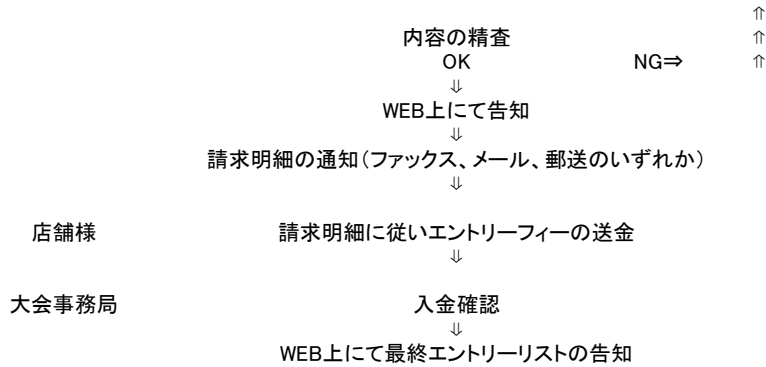 ⇑
内容の精査 ⇑
OK NG⇒ ⇑
⇓
WEB上にて告知
⇓
請求明細の通知(ファックス、メール、郵送のいずれか)
⇓
店舗様 請求明細に従いエントリーフィーの送金
⇓
大会事務局 入金確認
⇓
WEB上にて最終エントリーリストの告知